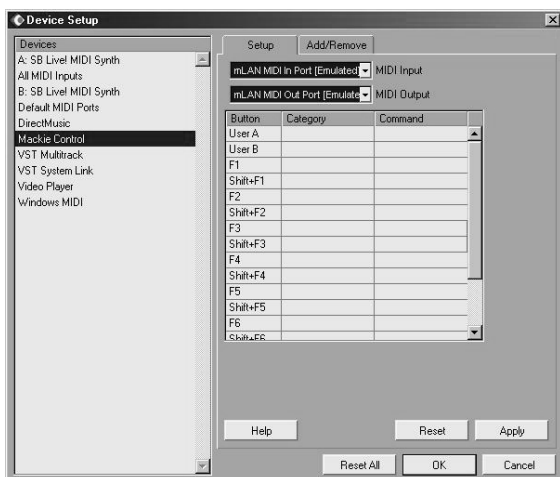 Device Setup
Devices
A: SB Live! MIDI Synth
All MIDI Inputs
B: SB Live! MIDI Synth
Default MIDI Ports
DirectMusic
Mackie Control
VST Multitrack
VST System Link
Video Player
Windows MIDI
Setup
Add/Remove
mLAN MIDI In Port [Emulated] MIDI Input
mLAN MIDI Out Port [Emulate MIDI Output
Button Category Command
User A
User B
F1
Shift+F1
F2
Shift+F2
F3
Shift+F3
F4
Shift+F4
F5
Shift+F5
F6
Shift+F6
Help Reset Apply
Reset All OK Cancel